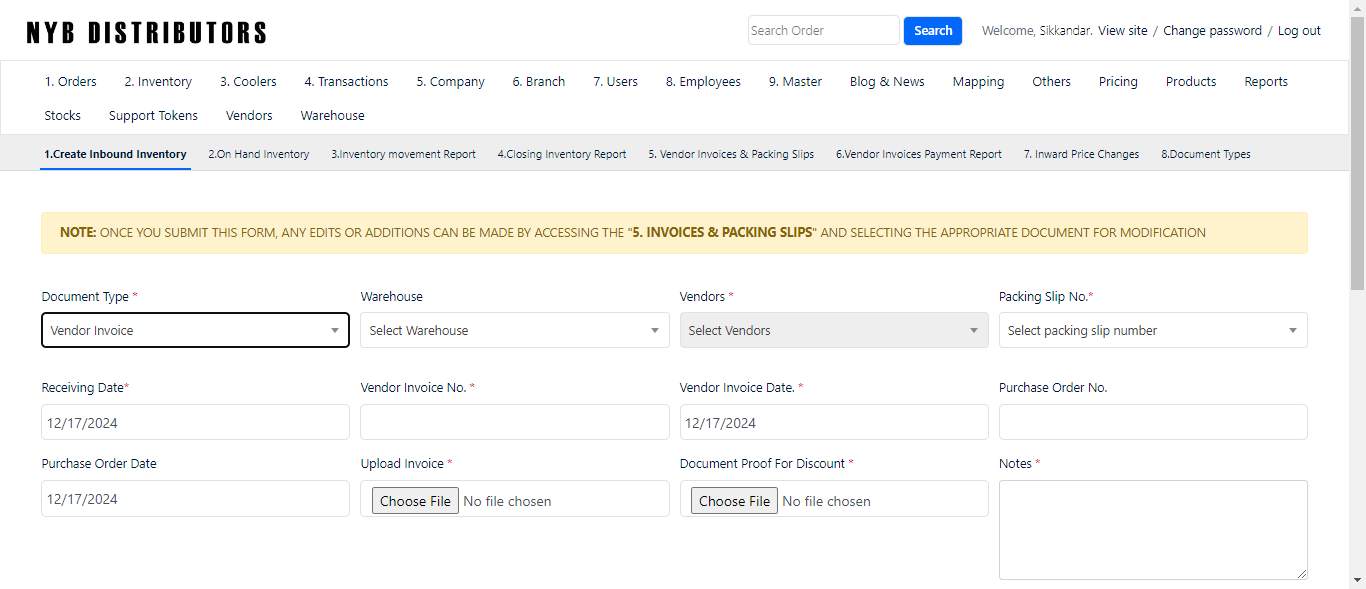 NYB DISTRIBUTORS
Search Order Search Welcome, Sikkandar. View site / Change password / Log out
1. Orders 2. Inventory 3. Coolers 4. Transactions 5. Company 6. Branch 7. Users 8. Employees 9. Master Blog & News Mapping Others Pricing Products Reports
Stocks Support Tokens Vendors Warehouse
1.Create Inbound Inventory 2.On Hand Inventory 3.Inventory movement Report 4.Closing Inventory Report 5. Vendor Invoices & Packing Slips 6.Vendor Invoices Payment Report 7. Inward Price Changes 8.Document Types
NOTE: ONCE YOU SUBMIT THIS FORM, ANY EDITS OR ADDITIONS CAN BE MADE BY ACCESSING THE "5. INVOICES & PACKING SLIPS" AND SELECTING THE APPROPRIATE DOCUMENT FOR MODIFICATION
Document Type * Warehouse Vendors * Packing Slip No.*
Vendor Invoice Select Warehouse Select Vendors Select packing slip number
Receiving Date* Vendor Invoice No. * Vendor Invoice Date. * Purchase Order No.
12/17/2024 12/17/2024
Purchase Order Date Upload Invoice * Document Proof For Discount * Notes *
12/17/2024 Choose File No file chosen Choose File No file chosen